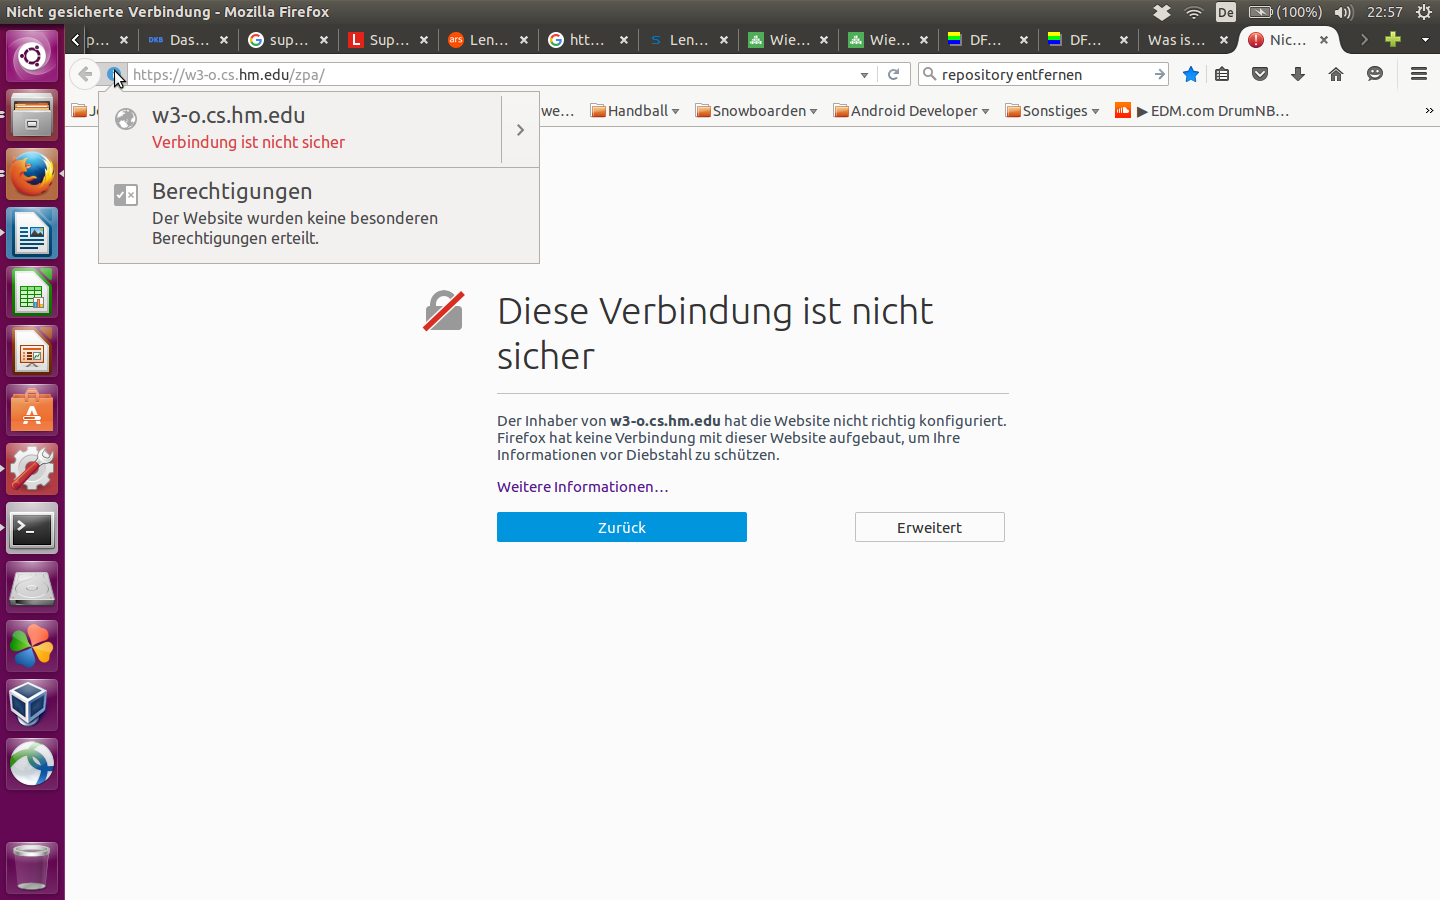 Nicht gesicherte Verbindung - Mozilla Firefox
De
(100%)
22:57
p...
DKB Das...
sup...
L Sup...
ars Len...
htt...
S Len...
Wie...
Wie...
DF...
DF...
Was is...
Nic...
https://w3-o.cs.hm.edu/zpa/
repository entfernen
we...
Handball
Snowboarden
Android Developer
Sonstiges
▶ EDM.com DrumNB...
»
w3-o.cs.hm.edu
Verbindung ist nicht sicher
Berechtigungen
Der Website wurden keine besonderen
Berechtigungen erteilt.
Diese Verbindung ist nicht
sicher
Der Inhaber von w3-o.cs.hm.edu hat die Website nicht richtig konfiguriert.
Firefox hat keine Verbindung mit dieser Website aufgebaut, um Ihre
Informationen vor Diebstahl zu schützen.
Weitere Informationen...
Zurück
Erweitert